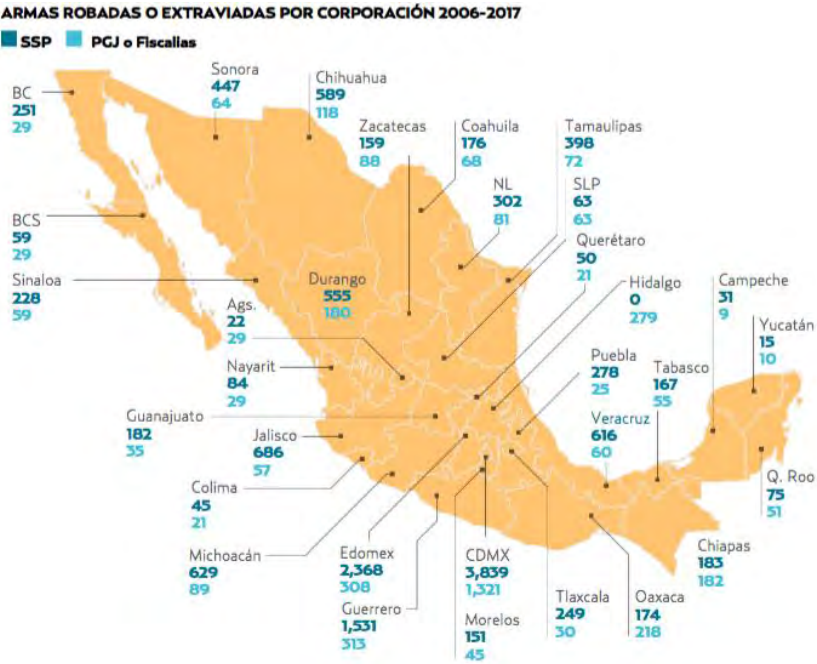 ARMAS ROBADAS O EXTRAVIADAS POR CORPORACIÓN 2006-2017
SSP PGJ o Fiscalias
BC
251
29
Sonora
447
64
Chihuahua
589
118
Zacatecas
159
88
Coahuila
176
68
Tamaulipas
398
72
NL
302
81
SLP
63
63
BCS
59
29
Querétaro
50
21
Sinaloa
228
59
Durango
555
180
Hidalgo
0
279
Campeche
31
9
Ags.
22
29
Yucatán
15
10
Nayarit
84
29
Puebla
278
25
Tabasco
167
55
Guanajuato
182
35
Jalisco
686
57
Veracruz
616
60
Colima
45
21
Q. Roo
75
51
Michoacán
629
89
Edomex
2,368
308
CDMX
3,839
1,321
Chiapas
183
182
Guerrero
1,531
313
Morelos
151
45
Tlaxcala
249
30
Oaxaca
174
218